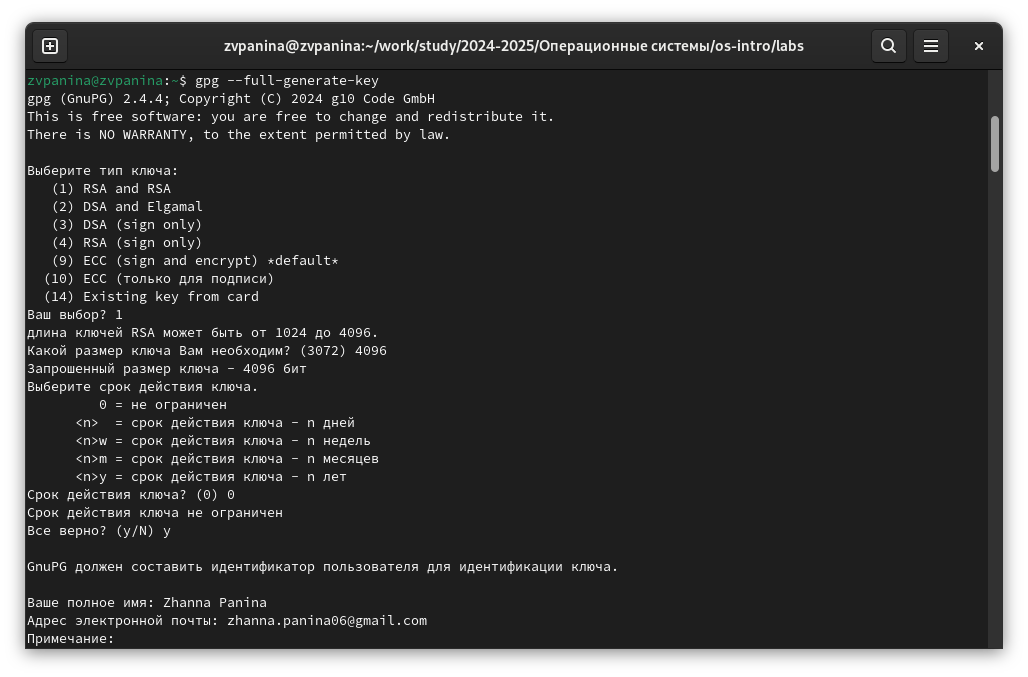 zvpanina@zvpanina:~/work/study/2024-2025/Операционные системы/os-intro/labs
zvpanina@zvpanina:~$ gpg --full-generate-key
gpg (GnuPG) 2.4.4; Copyright (C) 2024 g10 Code GmbH
This is free software: you are free to change and redistribute it.
There is NO WARRANTY, to the extent permitted by law.

Выберите тип ключа:
   (1) RSA and RSA
   (2) DSA and Elgamal
   (3) DSA (sign only)
   (4) RSA (sign only)
   (9) ECC (sign and encrypt) *default*
  (10) ECC (только для подписи)
  (14) Existing key from card
Ваш выбор? 1
длина ключей RSA может быть от 1024 до 4096.
Какой размер ключа Вам необходим? (3072) 4096
Запрошенный размер ключа - 4096 бит
Выберите срок действия ключа.
         0 = не ограничен
      <n>  = срок действия ключа - n дней
      <n>w = срок действия ключа - n недель
      <n>m = срок действия ключа - n месяцев
      <n>y = срок действия ключа - n лет
Срок действия ключа? (0) 0
Срок действия ключа не ограничен
Все верно? (y/N) y

GnuPG должен составить идентификатор пользователя для идентификации ключа.

Ваше полное имя: Zhanna Panina
Адрес электронной почты: zhanna.panina06@gmail.com
Примечание: